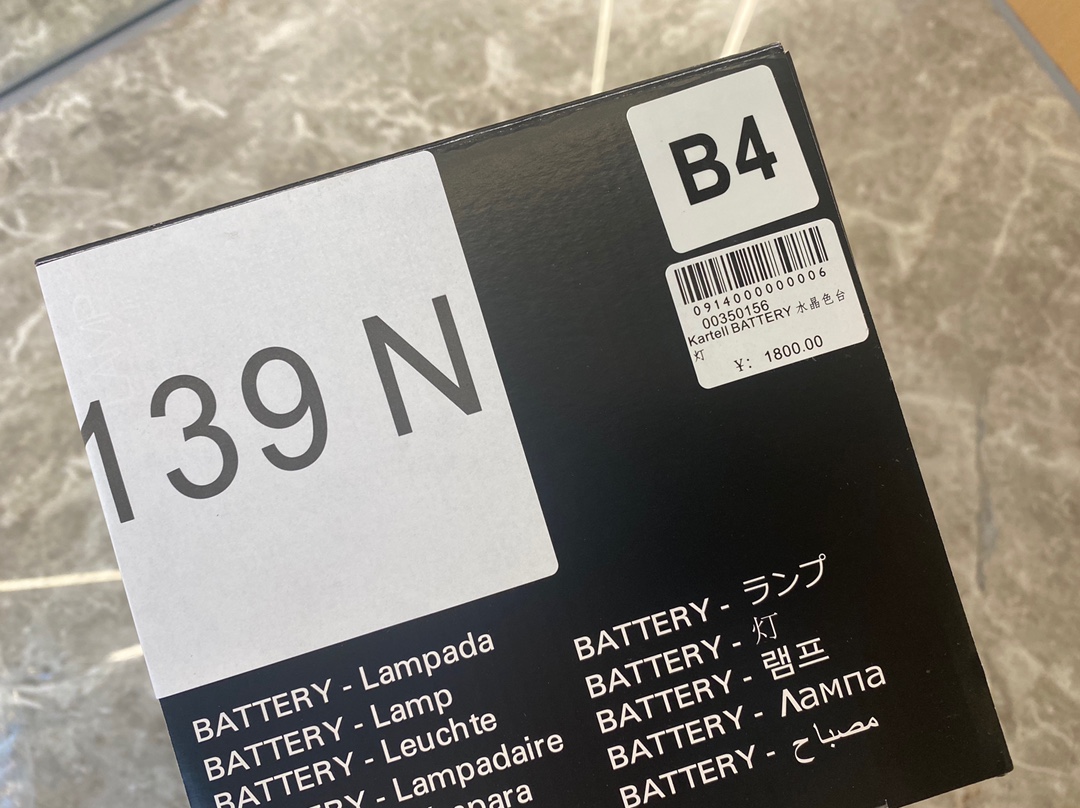 139 N
B4
0914000000006
00350156
Kartell BATTERY 水晶色台
灯
¥: 1800.00
BATTERY - Lampada
BATTERY - Lamp
BATTERY - Leuchte
BATTERY - Lampadaire
BATTERY - ランプ
BATTERY - 灯
BATTERY - 램프
BATTERY - Лампа
BATTERY - مصباح